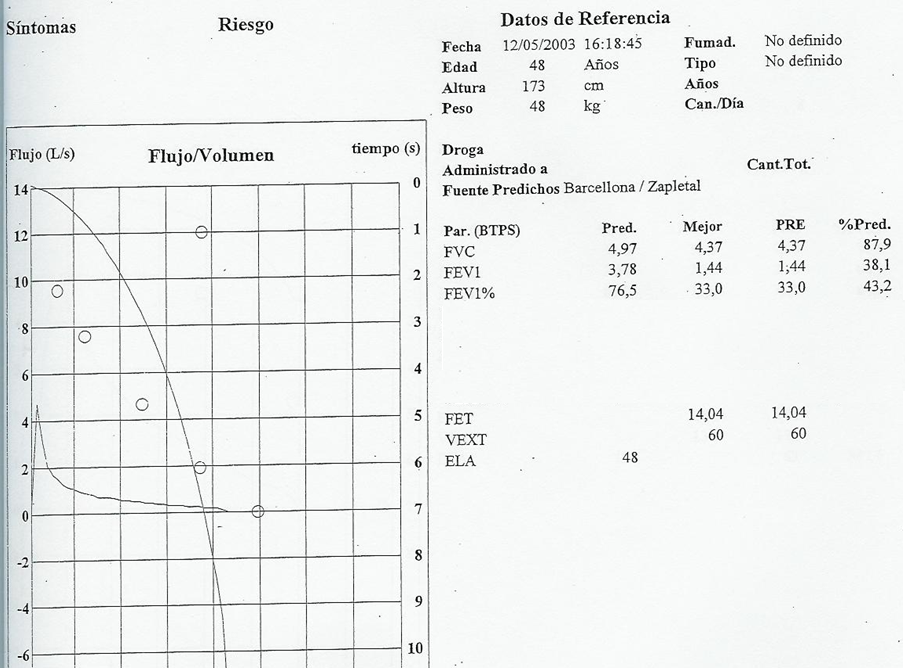 Síntomas
Riesgo
Datos de Referencia
Fecha 12/05/2003 16:18:45 Fumad. No definido
Edad 48 Años Tipo No definido
Altura 173 cm Años
Peso 48 kg Can./Día
Flujo (L/s) Flujo/Volumen tiempo (s)
14 0
12 1
10 2
8 3
6 4
4 5
2 6
0 7
-2 8
-4 9
-6 10
Droga
Administrado a Cant.Tot.
Fuente Predichos Barcellona / Zapletal
Par. (BTPS) Pred. Mejor PRE %Pred.
FVC 4,97 4,37 4,37 87,9
FEV1 3,78 1,44 1,44 38,1
FEV1% 76,5 33,0 33,0 43,2
FET 14,04 14,04
VEXT 60 60
ELA 48